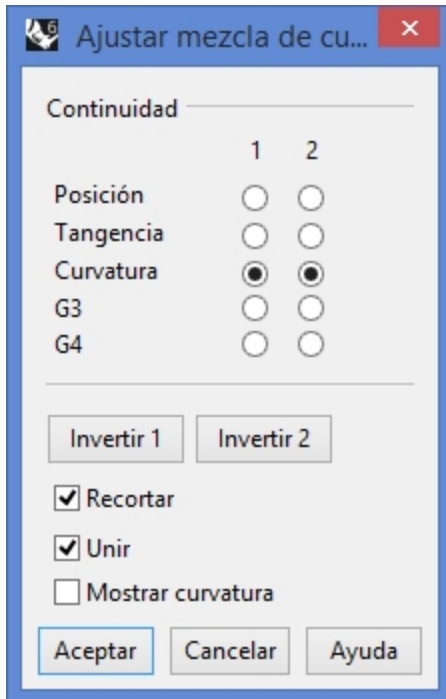 6 Ajustar mezcla de cu...
Continuidad
1 2
Posición
Tangencia
Curvatura
G3
G4
Invertir 1 Invertir 2
Recortar
Unir
Mostrar curvatura
Aceptar Cancelar Ayuda